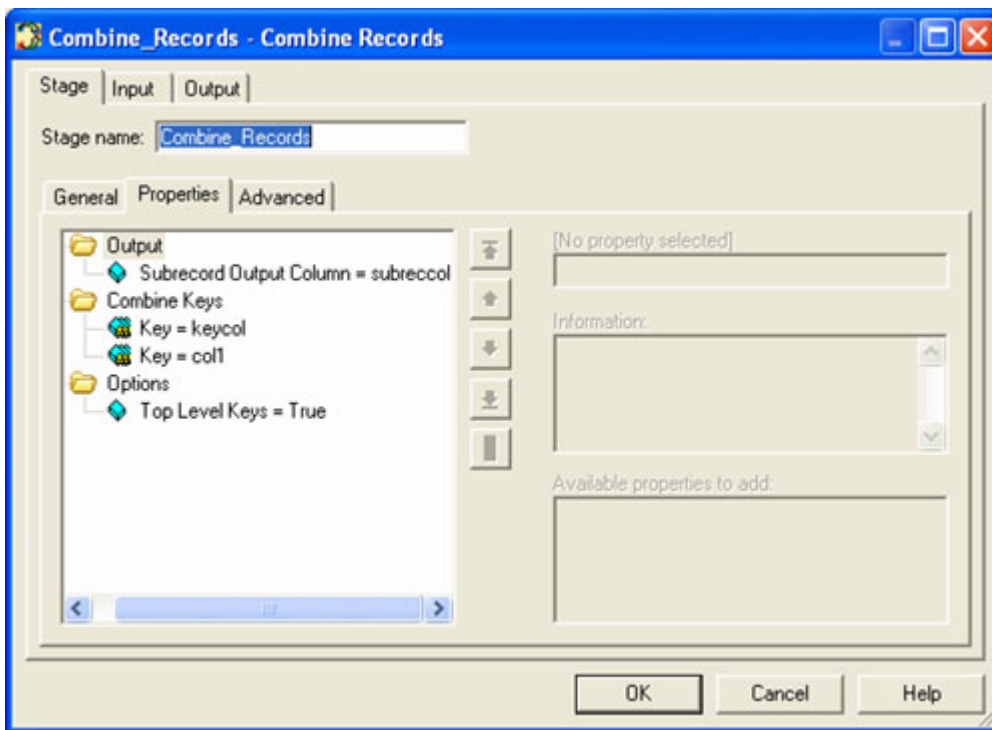 Combine_Records - Combine Records
Stage Input Output
Stage name: Combine_Records
General Properties Advanced
Output
Subrecord Output Column = subreccol
Combine Keys
Key = keycol
Key = col1
Options
Top Level Keys = True
[No property selected]
Information:
Available properties to add:
OK Cancel Help